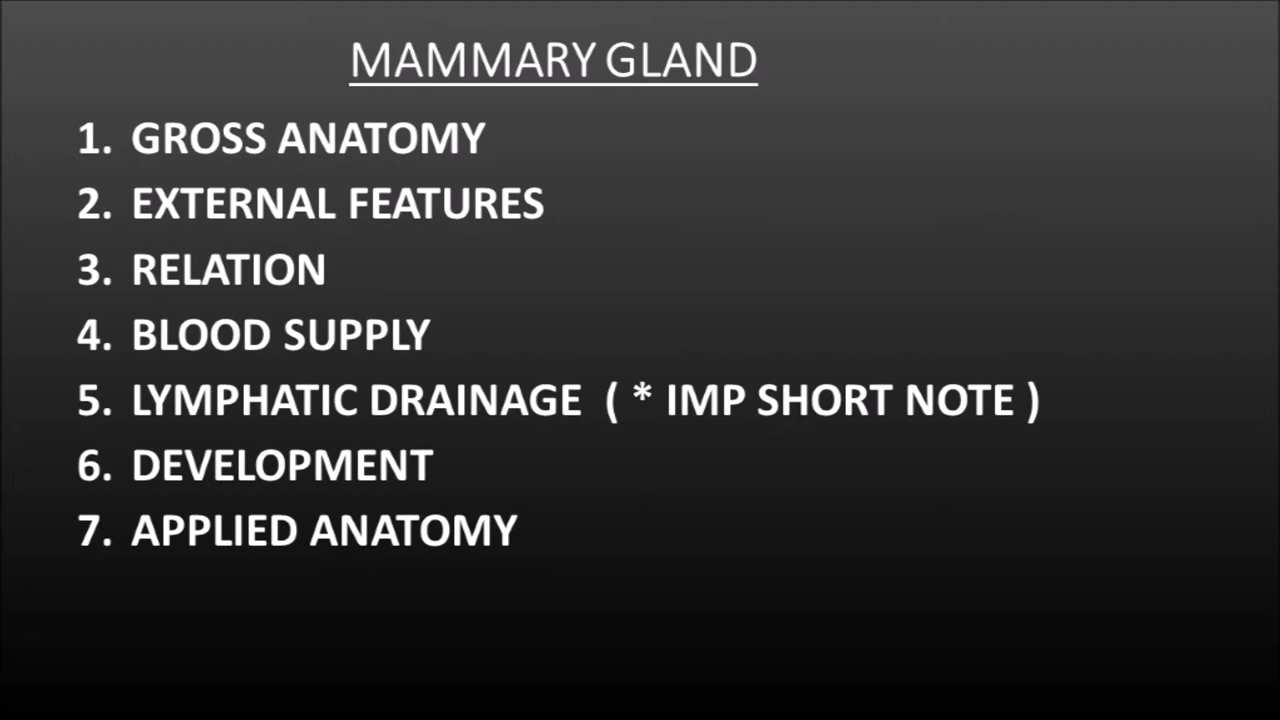 MAMMARY GLAND
1. GROSS ANATOMY
2. EXTERNAL FEATURES
3. RELATION
4. BLOOD SUPPLY
5. LYMPHATIC DRAINAGE ( * IMP SHORT NOTE )
6. DEVELOPMENT
7. APPLIED ANATOMY